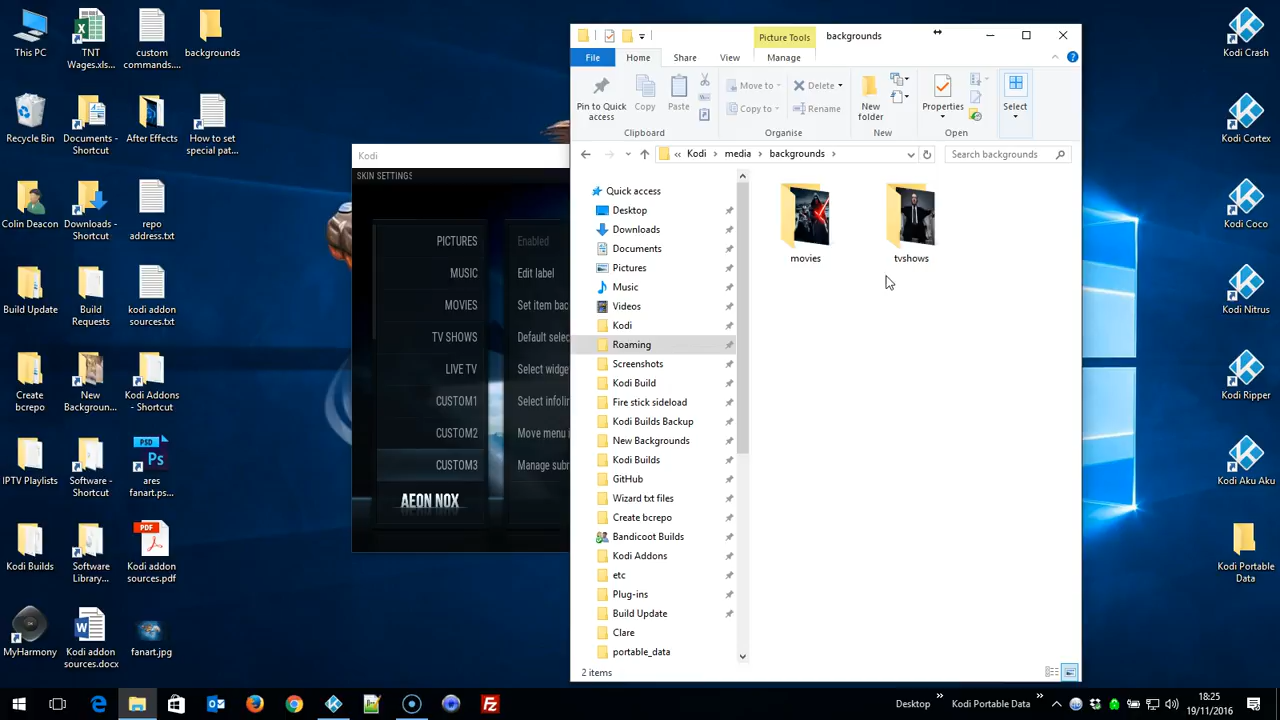 This PC
TNT
Wages.xls...
custom
commands....
backgrounds
Recycle Bin
Documents -
Shortcut
After Effects
How to set
special pat...
Colin Deacon
Downloads -
Shortcut
repo
address.txt
Build Update
Build
Requests
kodi addon
sources.txt
Create
bcrepo
New
Backgroun...
Kodi Addons
- Shortcut
IPTV Playlists
Software -
Shortcut
PSD
Ps
ares
fanart.ps...
Kodi Builds
Software
Library...
PDF
Kodi addon
sources.pdf
MyHarmony
Kodi addon
sources.docx
fanart.jpg
Kodi
SKIN SETTINGS
PICTURES
MUSIC
MOVIES
TV SHOWS
LIVE TV
CUSTOM1
CUSTOM2
CUSTOM3
AEON NOX
Enabled
Edit label
Set item bac
Default selec
Select widge
Select infolin
Move menu i
Manage subr
Picture Tools
backgrounds
File
Home
Share
View
Manage
Pin to Quick
access
Copy
Paste
Clipboard
Move to
Copy to
Delete
Rename
Organise
New
folder
New
Properties
Open
Select
Kodi
media
backgrounds
Search backgrounds
Quick access
Desktop
Downloads
Documents
Pictures
Music
Videos
Kodi
Roaming
Screenshots
Kodi Build
Fire stick sideload
Kodi Builds Backup
New Backgrounds
Kodi Builds
GitHub
Wizard txt files
Create bcrepo
Bandicoot Builds
Kodi Addons
etc
Plug-ins
Build Update
Clare
portable_data
movies
tvshows
2 items
Kodi Crash
Kodi Cortex
Kodi Coco
Kodi Nitrus
Kodi Ripper
Kodi Aku Aku
Kodi Portable
Data
Desktop
Kodi Portable Data
18:25
19/11/2016